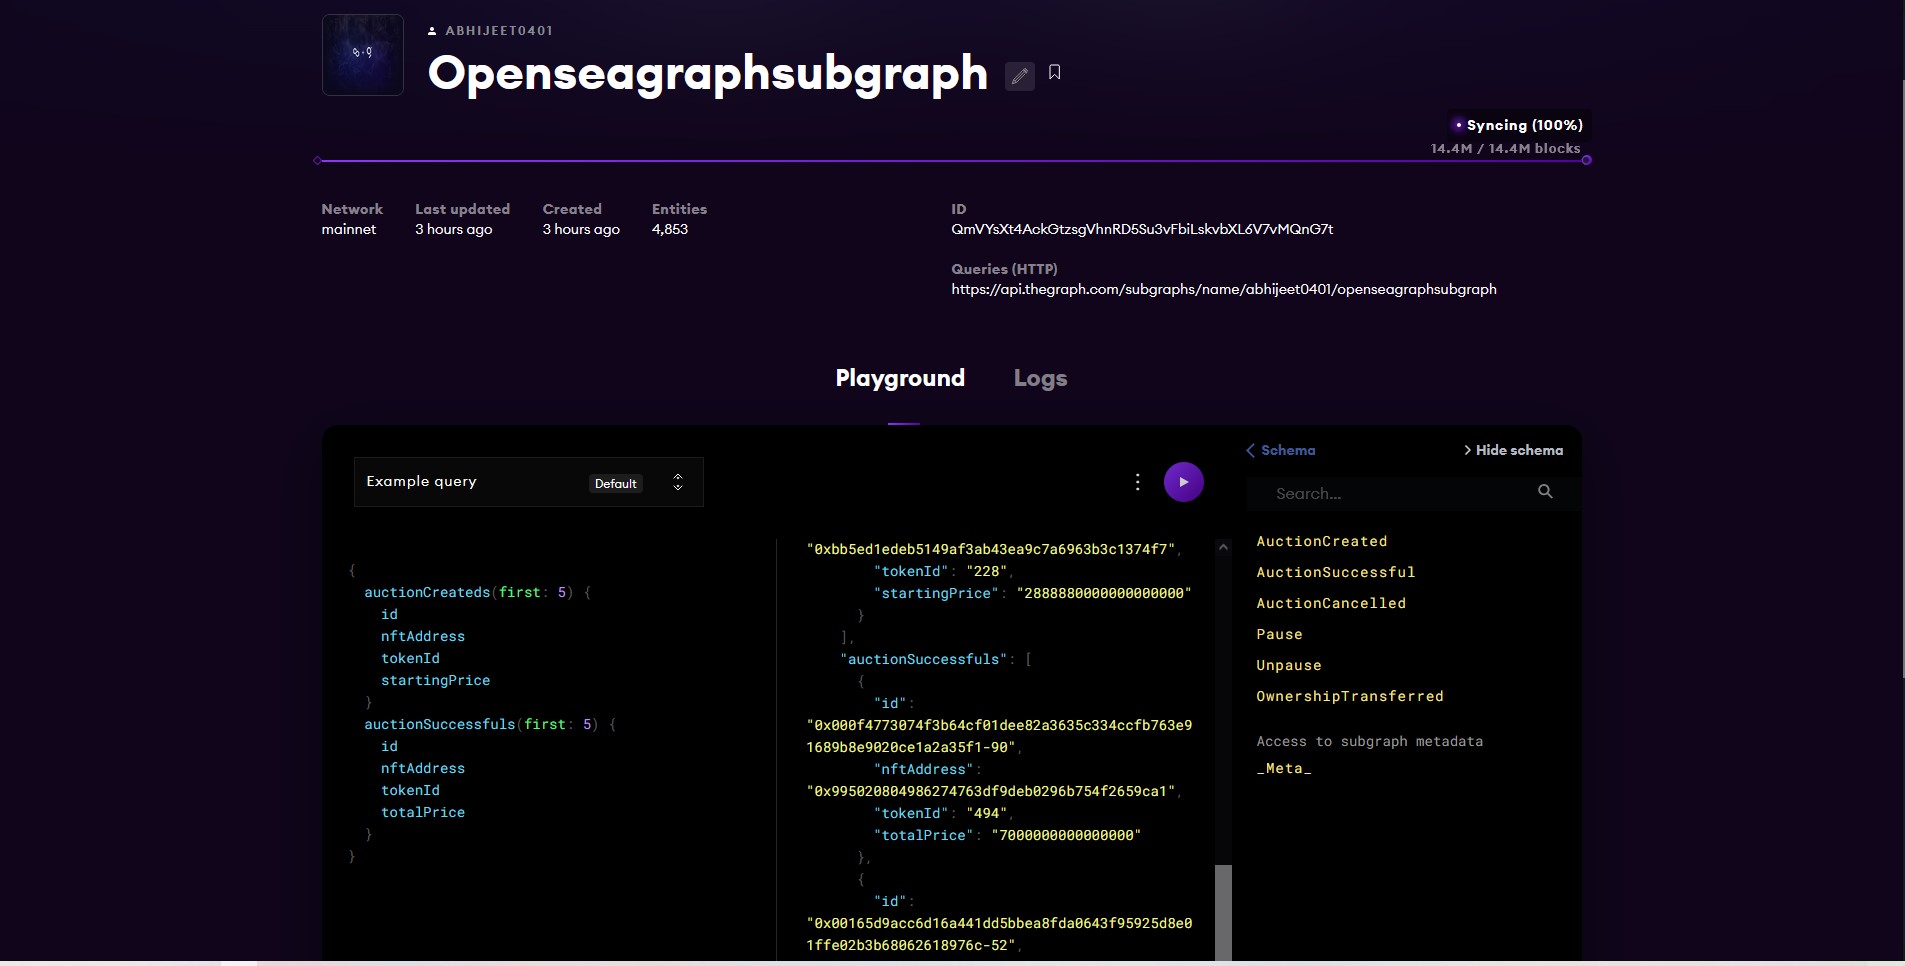 ABHIJEET0401
Openseagraphsubgraph
Syncing (100%)
14.4M / 14.4M blocks
Network Last updated Created Entities
mainnet 3 hours ago 3 hours ago 4,853
ID
QmVYsXt4AckGtzsgVhnRD5Su3vFbiLskvbXL6V7vMQnG7t
Queries (HTTP)
https://api.thegraph.com/subgraphs/name/abhijeet0401/openseagraphsubgraph
Playground Logs
Example query Default
{
auctionCreateds(first: 5) {
id
nftAddress
tokenId
startingPrice
}
auctionSuccessfuls(first: 5) {
id
nftAddress
tokenId
totalPrice
}
}
"0xbb5ed1edeb5149af3ab43ea9c7a6963b3c1374f7",
"tokenId": "228",
"startingPrice": "2888880000000000000"
}
],
"auctionSuccessfuls": [
{
"id":
"0x000f4773074f3b64cf01dee82a3635c334ccfb763e9
1689b8e9020ce1a2a35f1-90",
"nftAddress":
"0x995020804986274763df9deb0296b754f2659ca1",
"tokenId": "494",
"totalPrice": "7000000000000000"
},
{
"id":
"0x00165d9acc6d16a441dd5bbea8fda0643f95925d8e0
1ffe02b3b68062618976c-52",
Schema Hide schema
Search...
AuctionCreated
AuctionSuccessful
AuctionCancelled
Pause
Unpause
OwnershipTransferred
Access to subgraph metadata
_Meta_